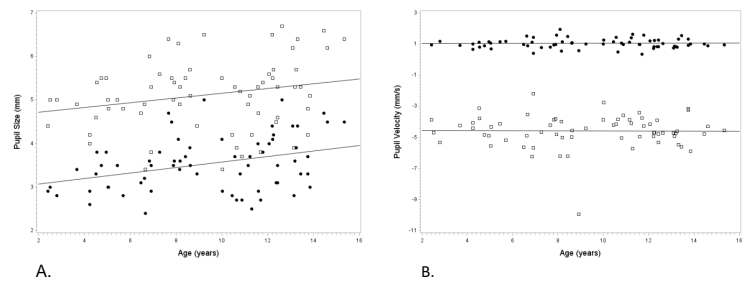 7
6
5
4
3
2
Pupil Size (mm)
2 4 6 8 10 12 14 16
Age (years)
A.
3
1
-1
-3
-5
-7
-9
-11
Pupil Velocity (mm/s)
2 4 6 8 10 12 14 16
Age (years)
B.